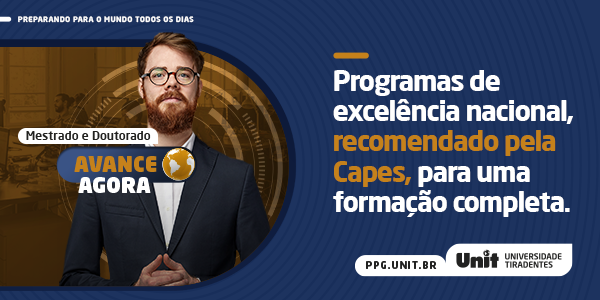 PREPARANDO PARA O MUNDO TODOS OS DIAS
Mestrado e Doutorado
AVANCE
AGORA
Programas de
excelência nacional,
recomendado pela
Capes, para uma
formação completa.
PPG.UNIT.BR
Unit UNIVERSIDADE
TIRADENTES